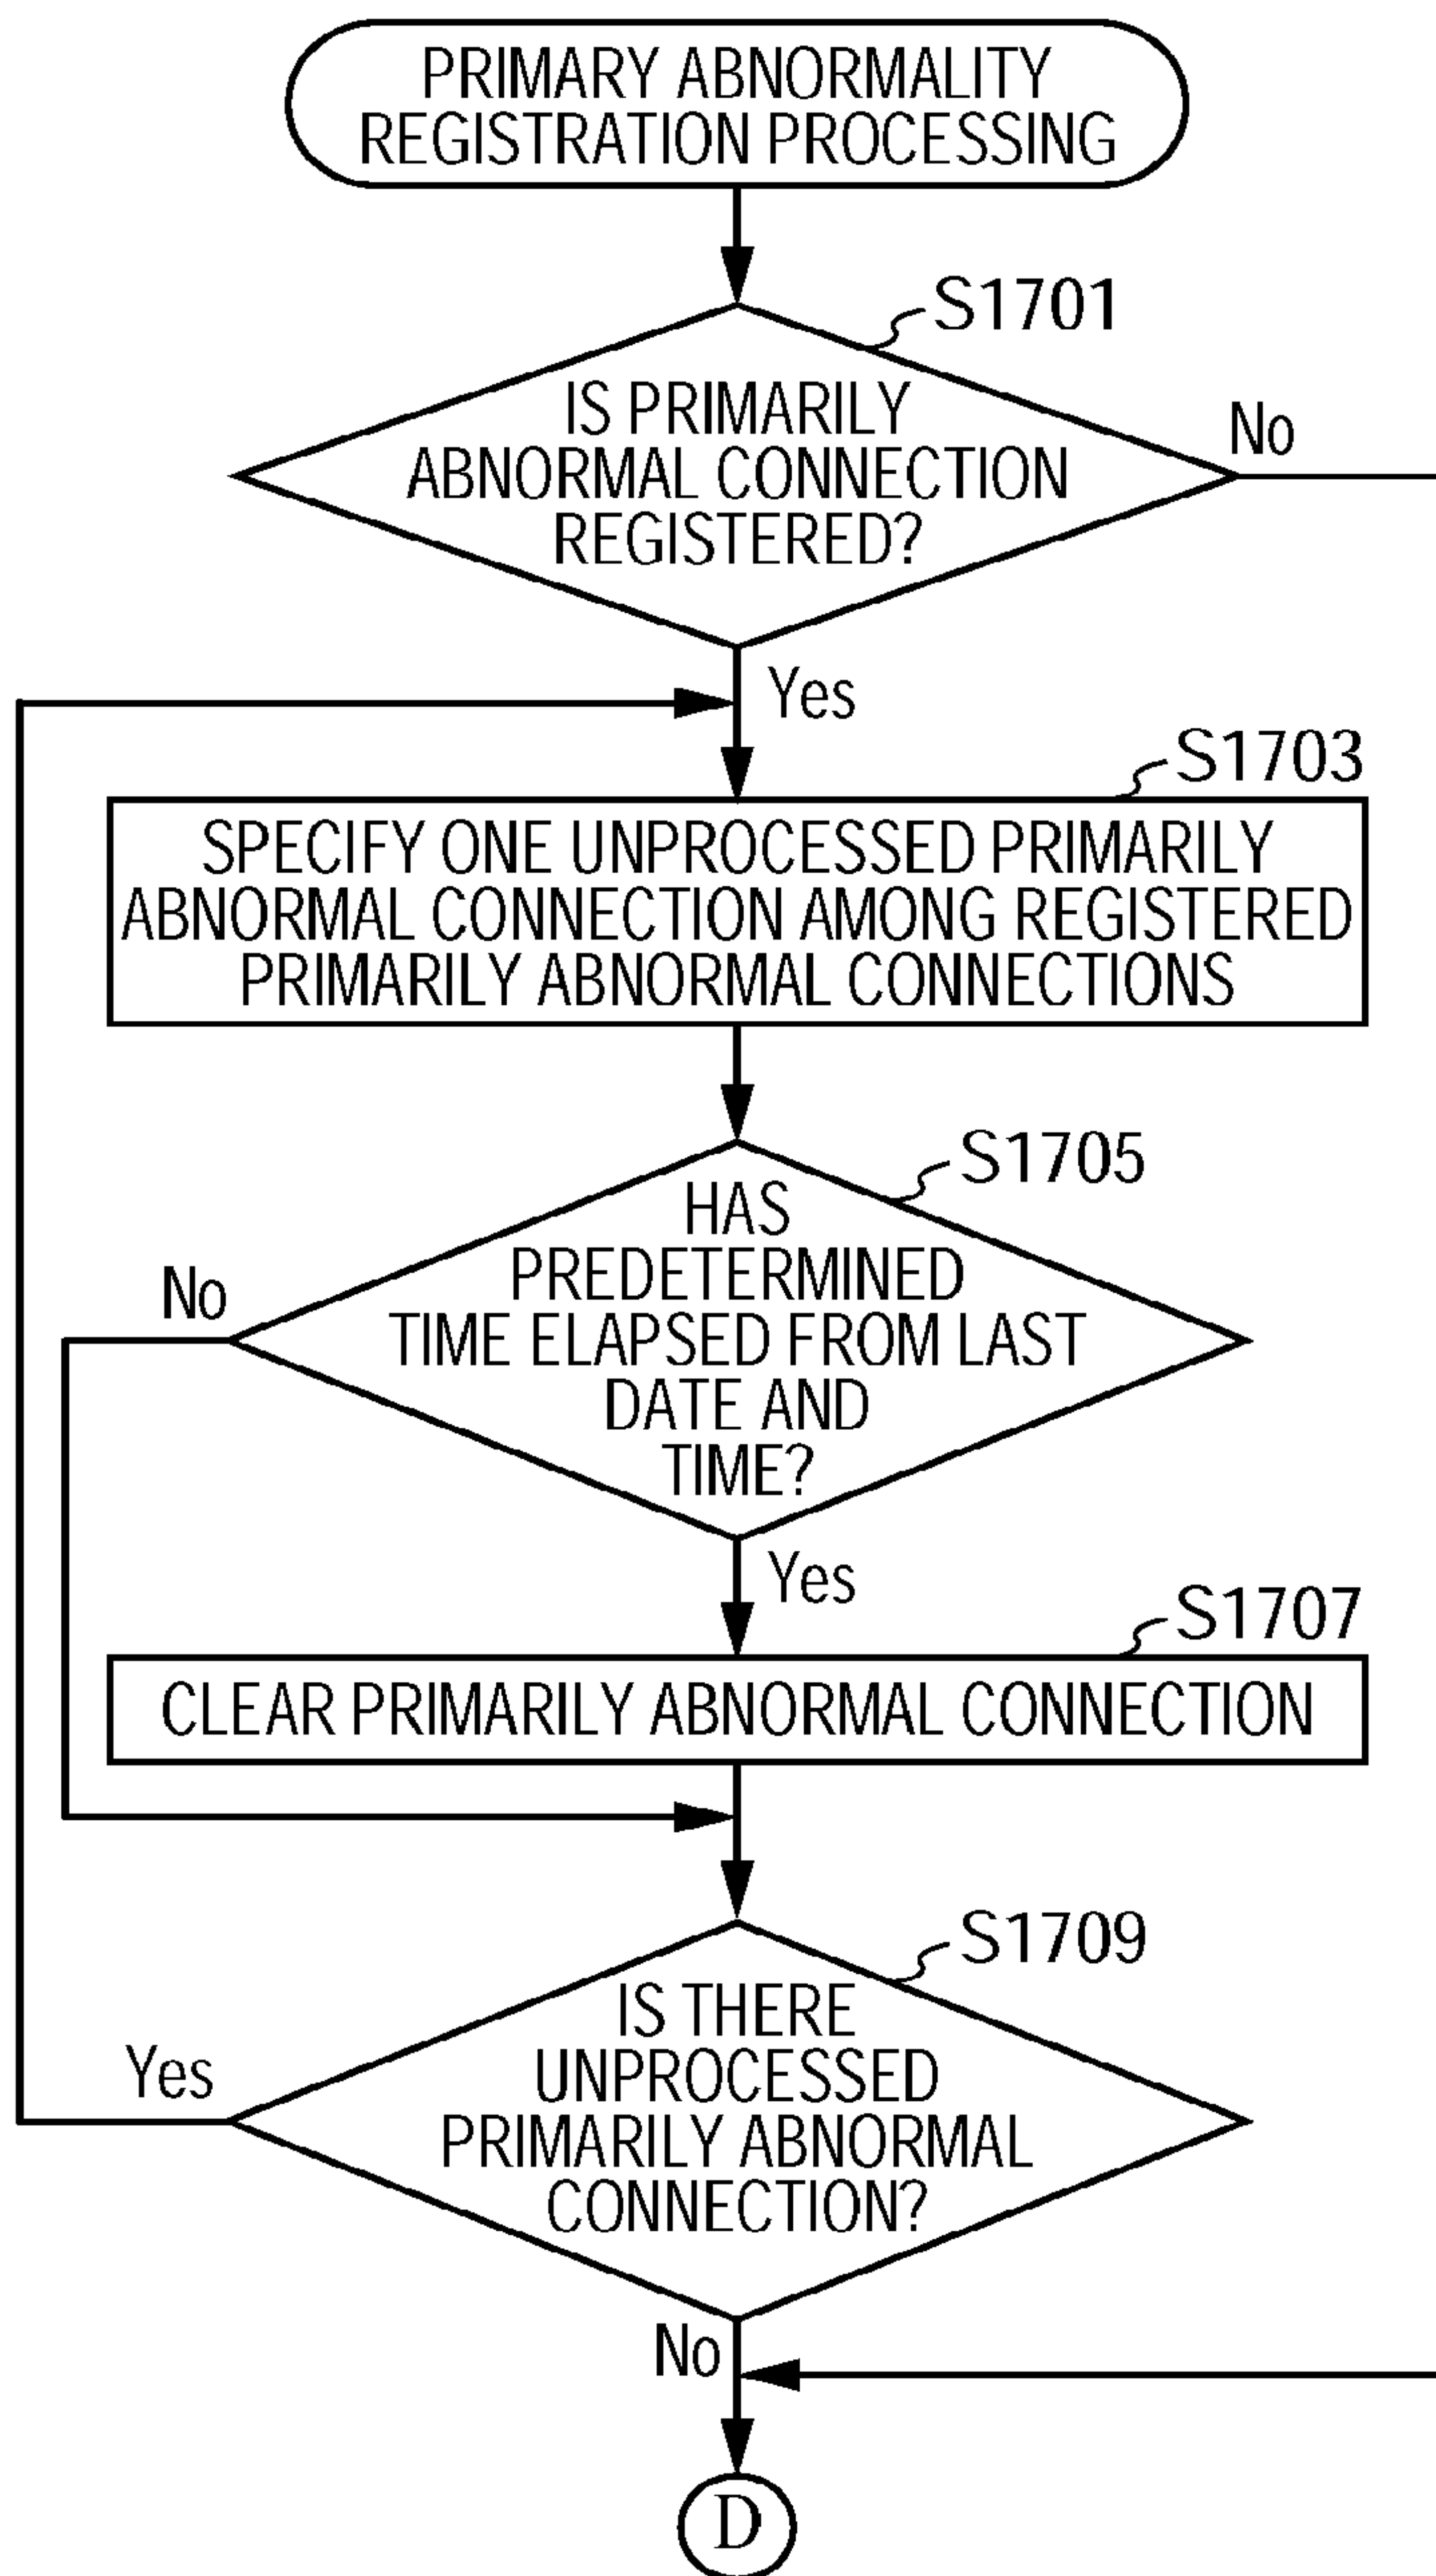 PRIMARY ABNORMALITY
REGISTRATION PROCESSING
S1701
IS PRIMARILY
ABNORMAL CONNECTION
REGISTERED?
No
Yes
S1703
SPECIFY ONE UNPROCESSED PRIMARILY
ABNORMAL CONNECTION AMONG REGISTERED
PRIMARILY ABNORMAL CONNECTIONS
S1705
HAS
PREDETERMINED
TIME ELAPSED FROM LAST
DATE AND
TIME?
No
Yes
S1707
CLEAR PRIMARILY ABNORMAL CONNECTION
S1709
IS THERE
UNPROCESSED
PRIMARILY ABNORMAL
CONNECTION?
Yes
No
D